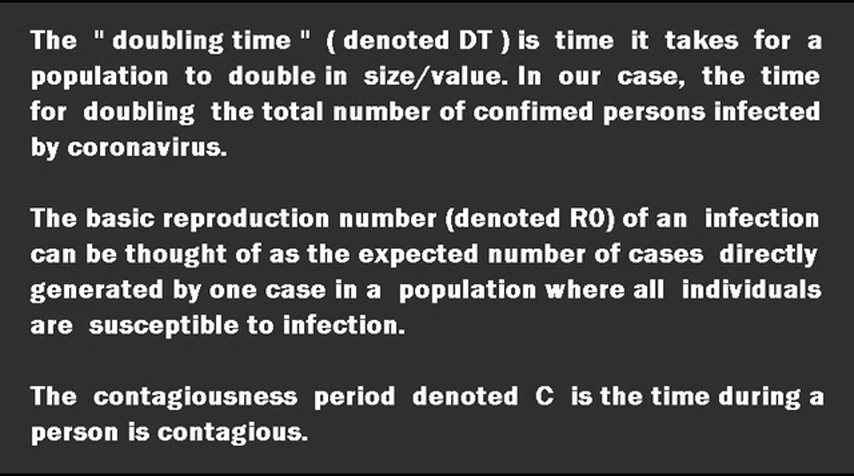 The " doubling time " ( denoted DT ) is time it takes for a
population to double in size/value. In our case, the time
for doubling the total number of confimed persons infected
by coronavirus.
The basic reproduction number (denoted R0) of an infection
can be thought of as the expected number of cases directly
generated by one case in a population where all individuals
are susceptible to infection.
The contagiousness period denoted C is the time during a
person is contagious.